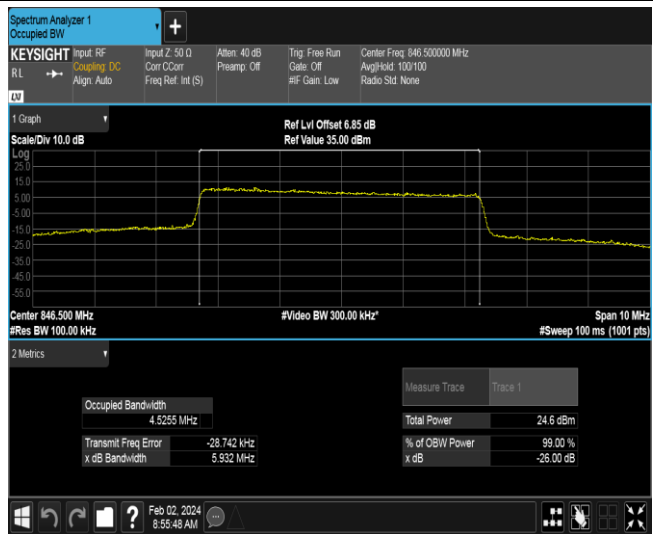 Spectrum Analyzer 1
Occupied BW
+
KEYSIGHT Input: RF Input Z: 50 Ω Atten: 40 dB Trig: Free Run Center Freq: 846.500000 MHz
RL Coupling: DC Corr CCorr Preamp: Off Gate: Off Avg|Hold: 100/100
Align: Auto Freq Ref: Int (S) #IF Gain: Low Radio Std: None
1 Graph
Ref Lvl Offset 6.85 dB
Scale/Div 10.0 dB Ref Value 35.00 dBm
Log
25.0
15.0
5.00
-5.00
-15.0
-25.0
-35.0
-45.0
-55.0
Center 846.500 MHz #Video BW 300.00 kHz* Span 10 MHz
#Res BW 100.00 kHz #Sweep 100 ms (1001 pts)
2 Metrics
Measure Trace Trace 1
Occupied Bandwidth
4.5255 MHz Total Power 24.6 dBm
Transmit Freq Error -28.742 kHz % of OBW Power 99.00 %
x dB Bandwidth 5.932 MHz x dB -26.00 dB
? Feb 02, 2024
8:55:48 AM